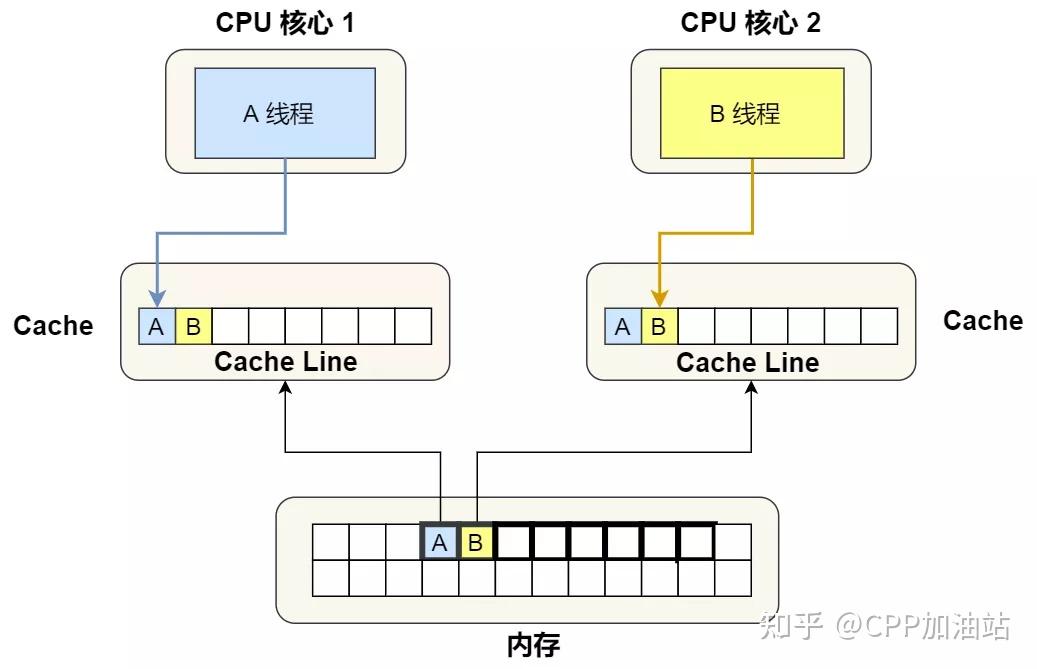 CPU 核心 1
CPU 核心 2
A 线程
B 线程
Cache
A B
Cache Line
A B
Cache Line
Cache
A B
内存
知乎 @CPP加油站